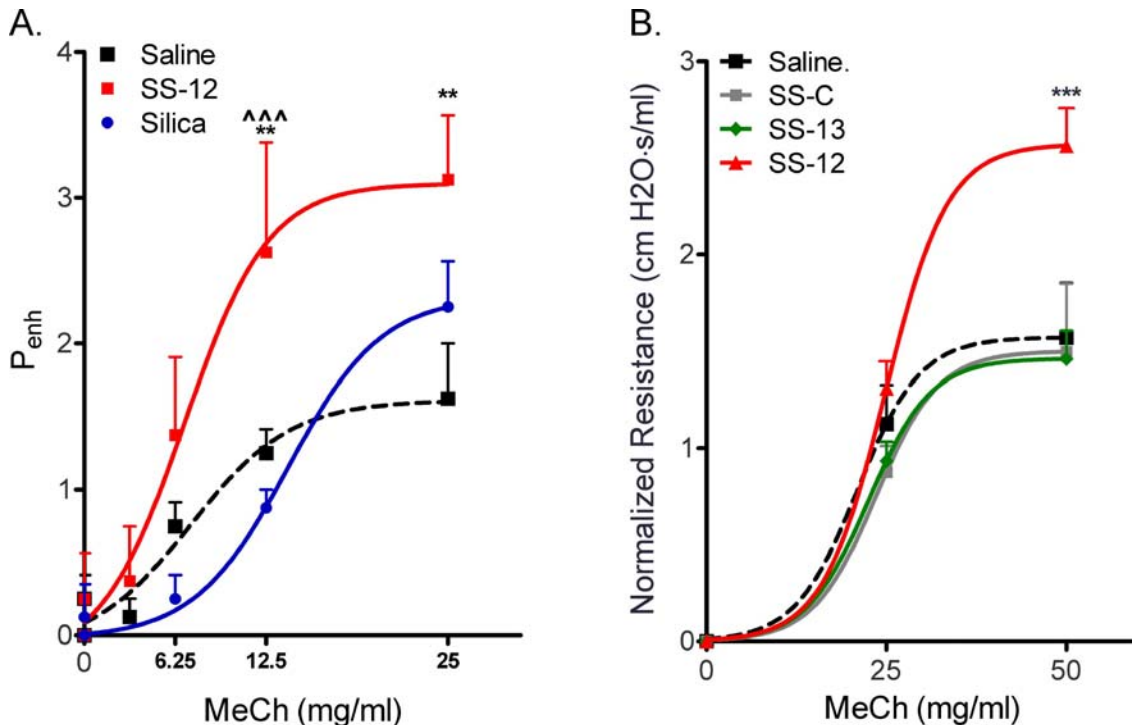 A.
Saline
SS-12
Silica
^^^
**
**
4
3
2
1
0
Penh
0
6.25
12.5
25
MeCh (mg/ml)
B.
Saline.
SS-C
SS-13
SS-12
***
3
2
1
0
Normalized Resistance (cm H2O·s/ml)
0
25
50
MeCh (mg/ml)